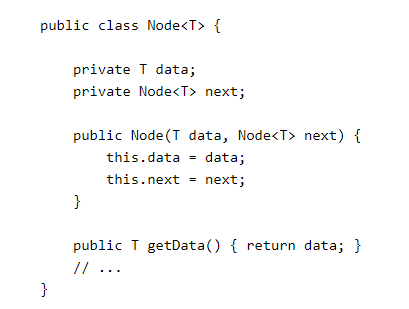 public class Node<T> {
    private T data;
    private Node<T> next;
    public Node(T data, Node<T> next) {
        this.data = data;
        this.next = next;
    }
    public T getData() { return data; }
    // ...
}